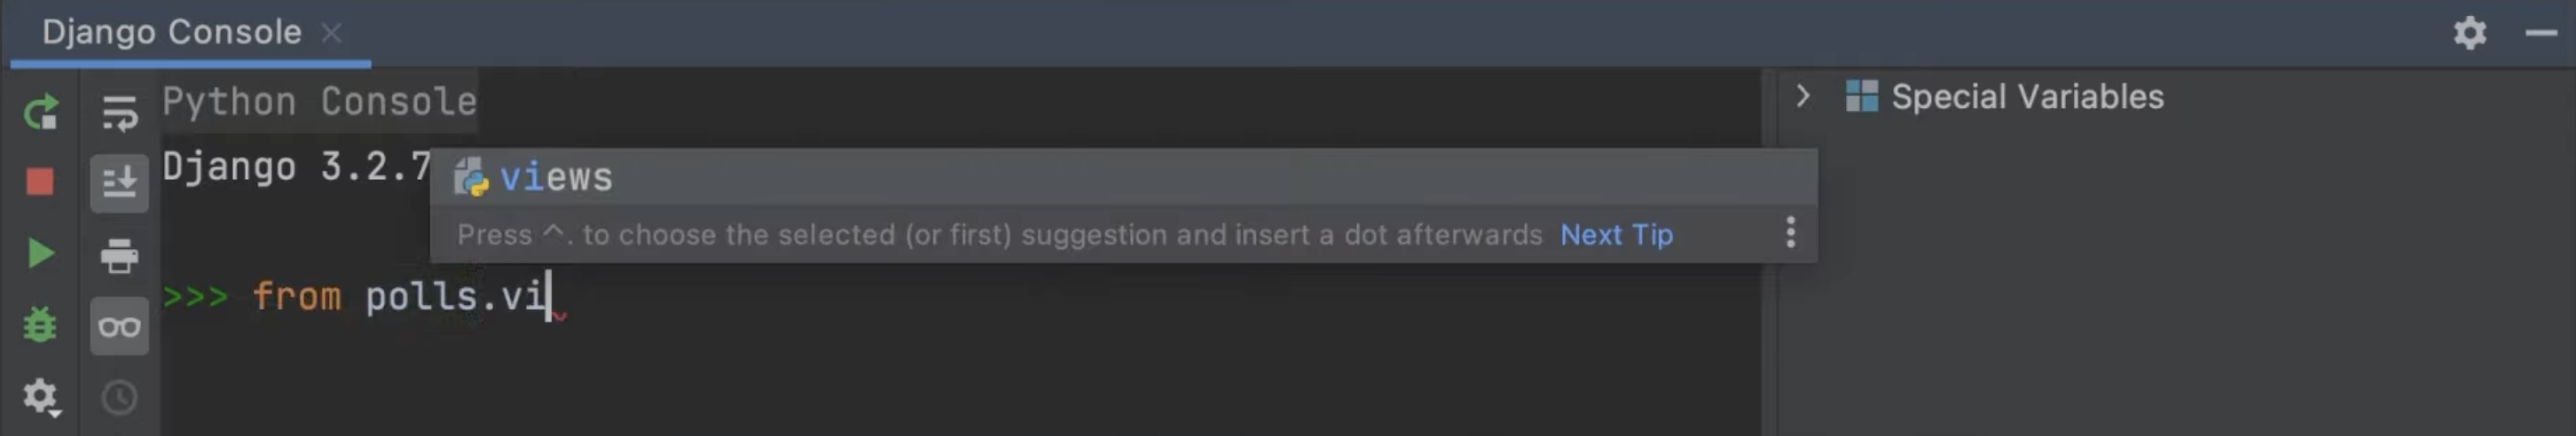 Django Console
Python Console
Special Variables
Django 3.2.7
views
Press ^. to choose the selected (or first) suggestion and insert a dot afterwards Next Tip
>>> from polls.vi